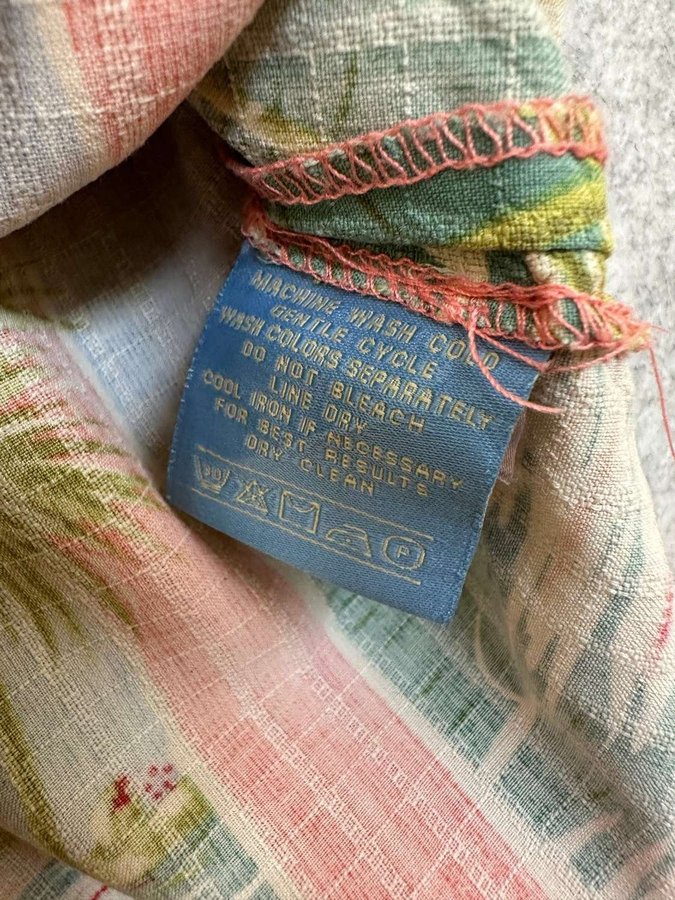 MACHINE WASH COLD
GENTLE CYCLE
WASH COLORS SEPARATELY
DO NOT BLEACH
LINE DRY
COOL IRON IF NECESSARY
FOR BEST RESULTS
DRY CLEAN
30 P